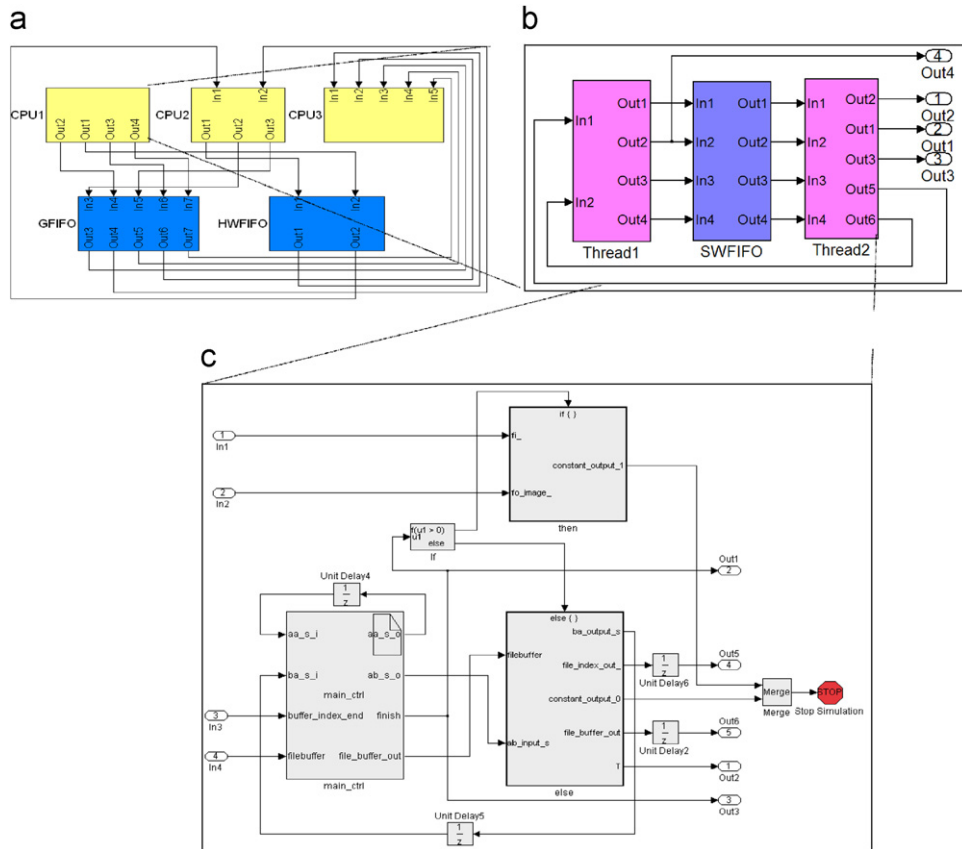 a
In1
In2
In1
In2
In3
In4
In5
CPU1
CPU2
CPU3
Out2
Out1
Out3
Out4
Out1
Out2
Out3
In3
In4
In5
In6
In7
In1
In2
GFIFO
HWFIFO
Out3
Out4
Out5
Out6
Out7
Out1
Out2
b
4
Out4
Out1
In1
Out1
In1
Out2
1
Out2
In1
Out2
In2
Out2
In2
Out1
2
Out1
Out3
3
Out3
Out3
In3
Out3
In3
Out5
In2
Out4
In4
Out4
In4
Out6
Thread1
SWFIFO
Thread2
c
if ( )
1
In1
fi_
constant_output_1
2
In2
fo_image_
then
f(u1 > 0)
u1
else
If
Out1
2
Unit Delay4
1
z
else ( )
aa_s_i
aa_s_o
ba_output_s
filebuffer
Out5
4
file_index_out_
1
z
Unit Delay6
ba_s_i
ab_s_o
main_ctrl
constant_output_0
Merge
Merge
STOP
Stop Simulation
3
In3
buffer_index_end
finish
file_buffer_out
1
z
Unit Delay2
Out6
5
ab_input_s
4
In4
filebuffer
file_buffer_out
T
1
Out2
main_ctrl
else
3
Out3
Unit Delay5
1
z